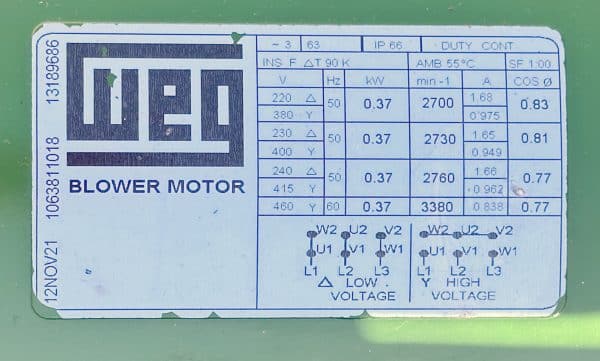 WEG
BLOWER MOTOR
12NOV21 1063811018 13189686
~ 3 63 IP 66 DUTY CONT.
INS F ΔT 90 K AMB 55°C SF 1.00
V Hz kW min -1 A COS Ø
220 Δ 50 0.37 2700 1.68 0.83
380 Y 0.975
230 Δ 50 0.37 2730 1.65 0.81
400 Y 0.949
240 Δ 50 0.37 2760 1.66 0.77
415 Y 0.962
460 Y 60 0.37 3380 0.838 0.77
W2 U2 V2 W2 U2 V2
U1 V1 W1 U1 V1 W1
L1 L2 L3 L1 L2 L3
Δ LOW VOLTAGE Y HIGH VOLTAGE